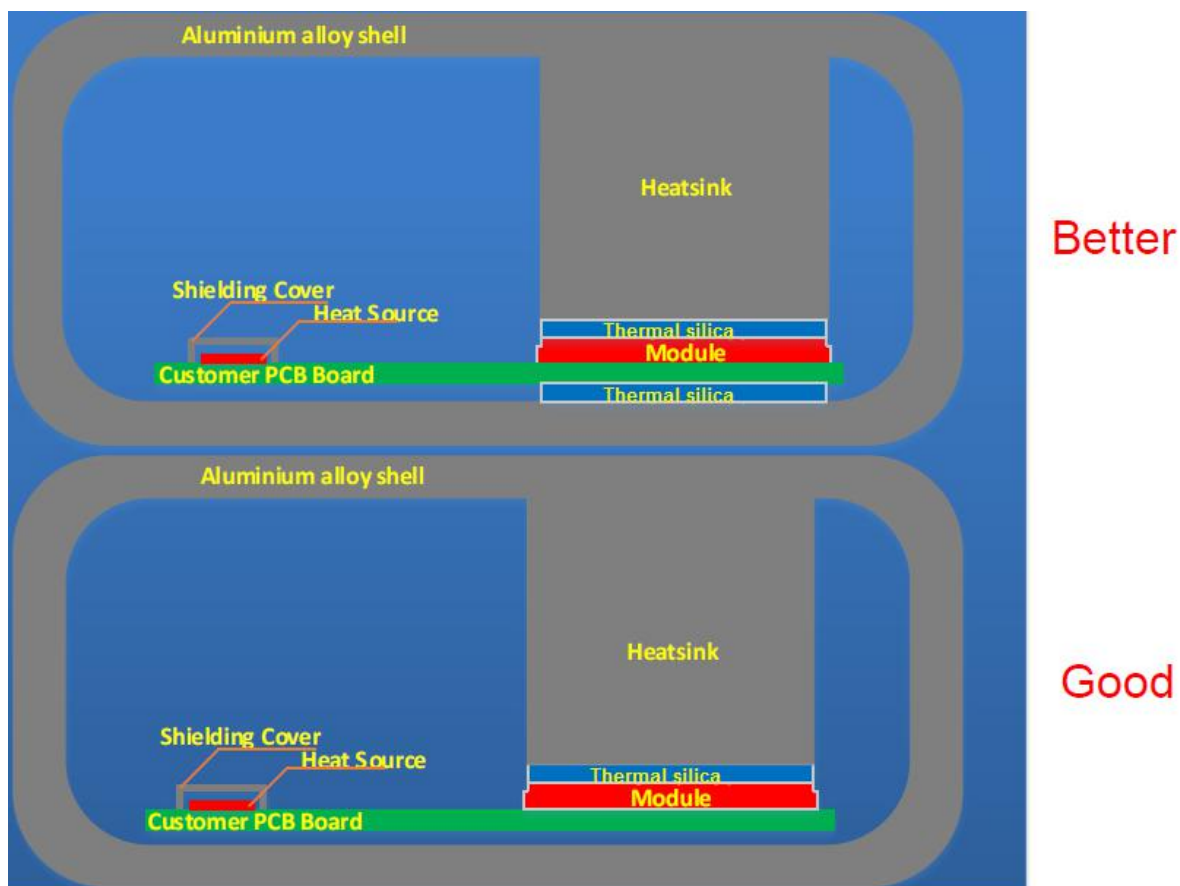 Aluminium alloy shell
Heatsink
Better
Shielding Cover
Heat Source
Thermal silica
Module
Customer PCB Board
Thermal silica
Aluminium alloy shell
Heatsink
Good
Shielding Cover
Heat Source
Thermal silica
Module
Customer PCB Board